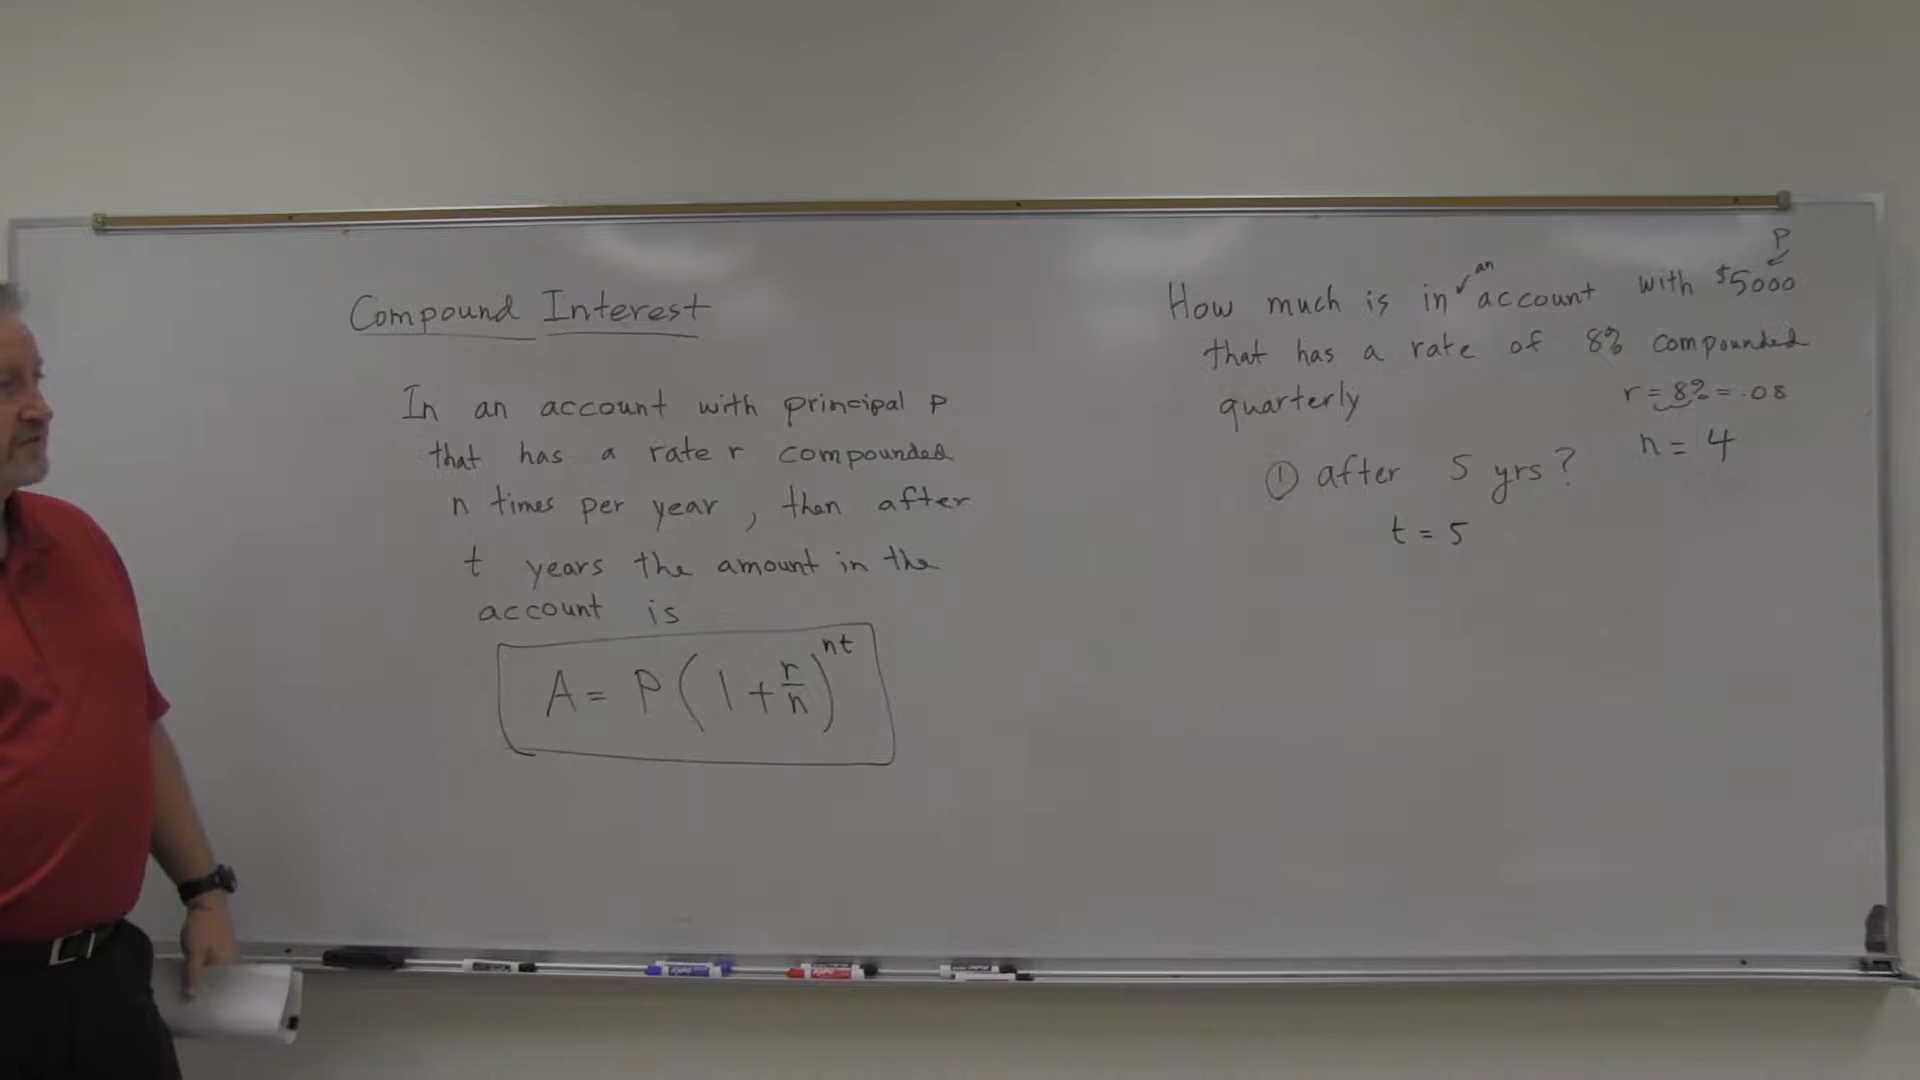 Compound Interest
In an account with principal P
that has a rate r compounded
n times per year, then after
t years the amount in the
account is
A = P(1 + r/n)^nt
P
an
How much is in account with $5000
that has a rate of 8% compounded
quarterly
r = 8% = .08
n = 4
① after 5 yrs?
t = 5